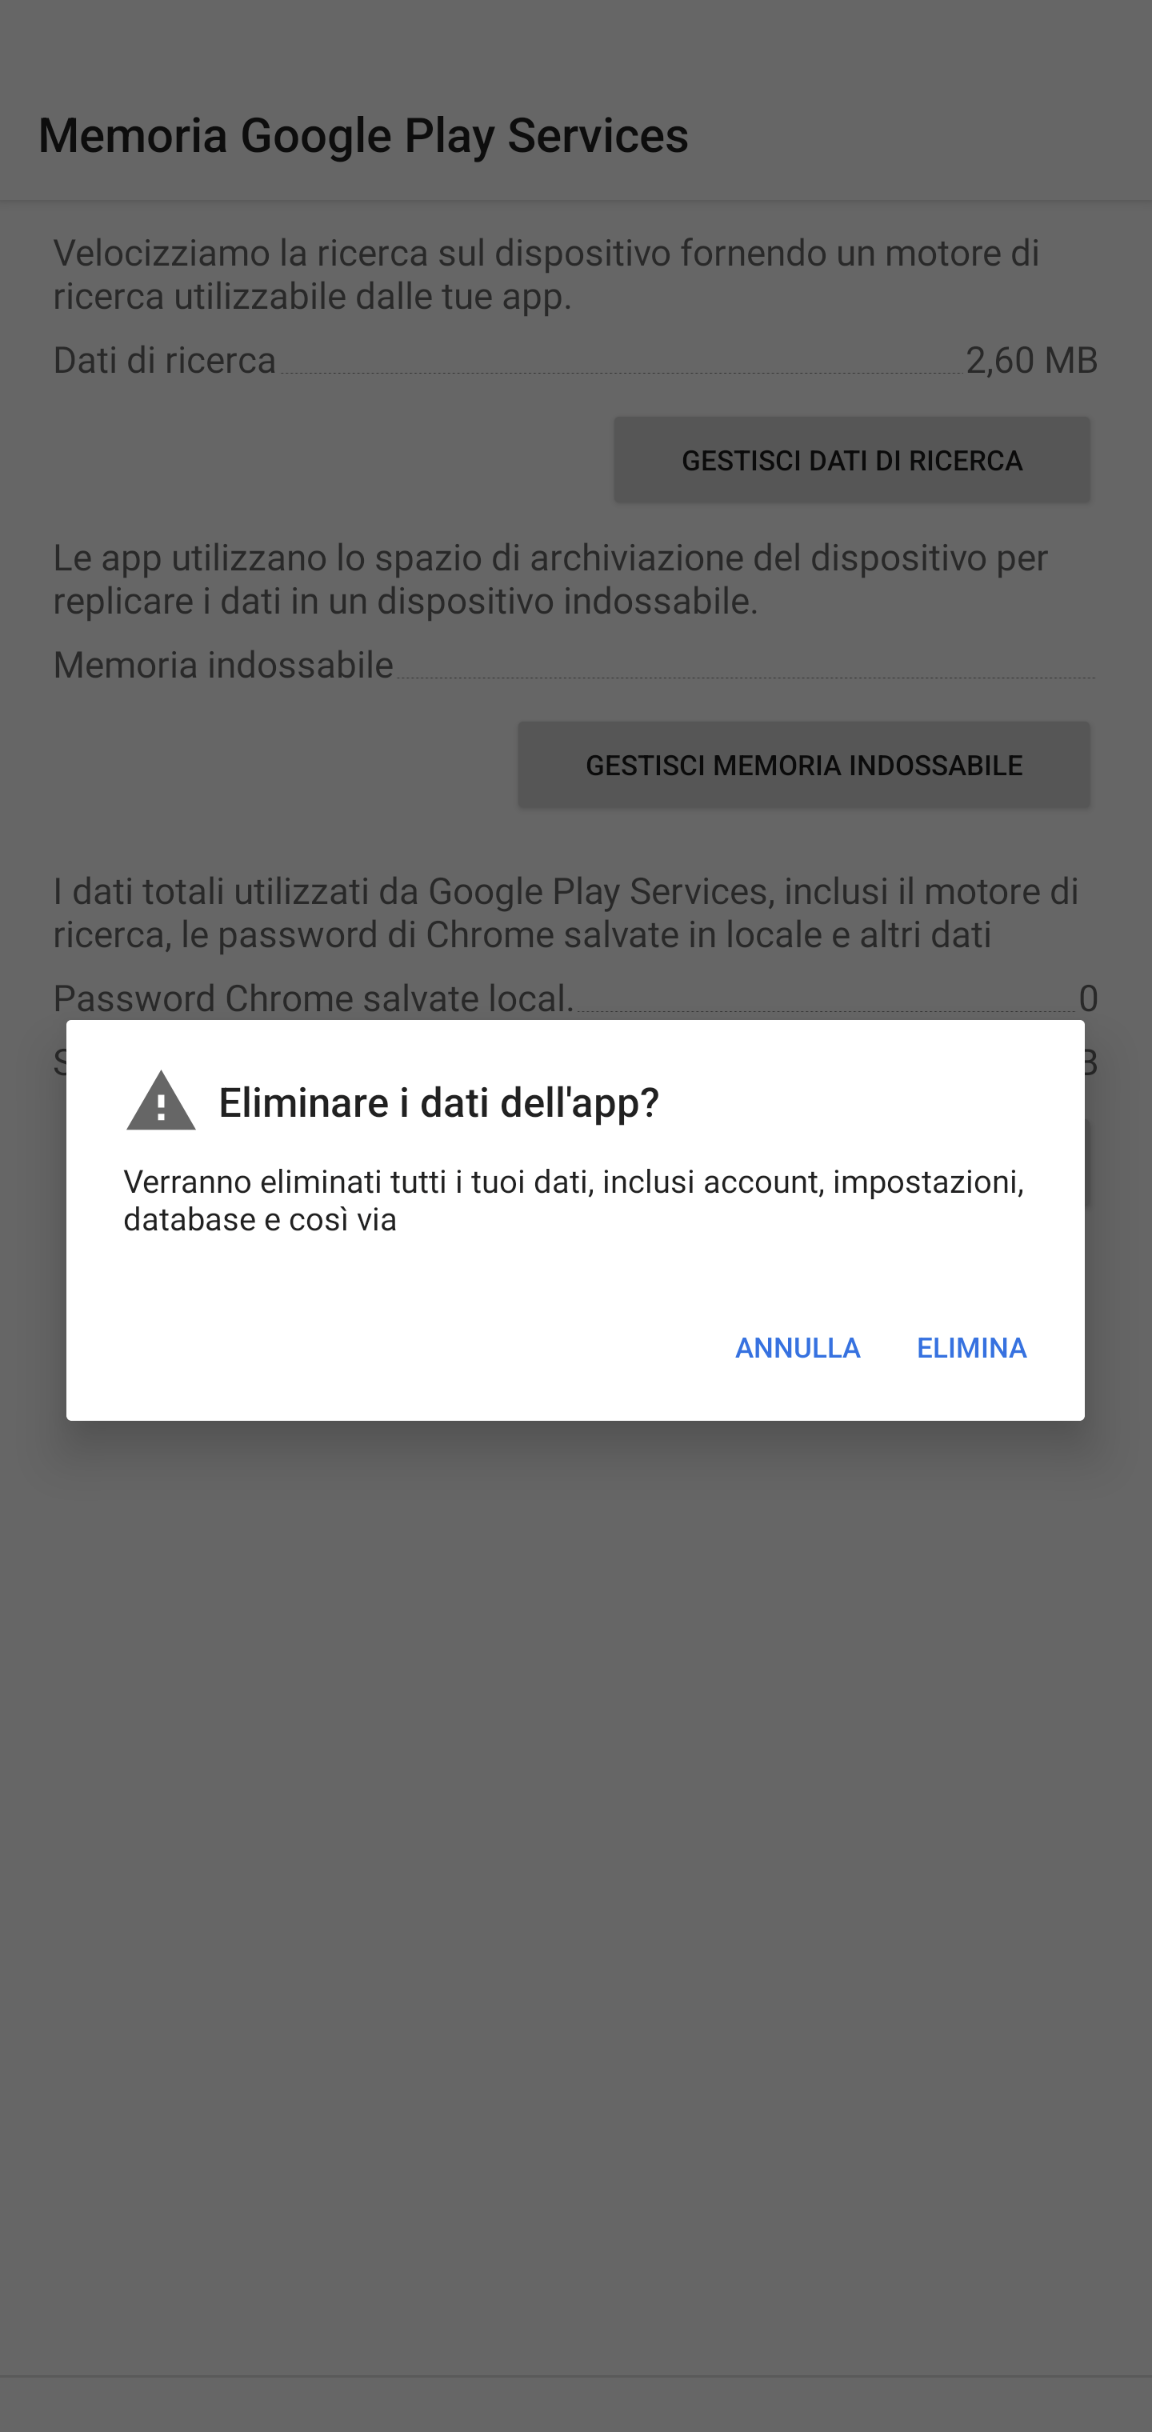 Memoria Google Play Services
Velocizziamo la ricerca sul dispositivo fornendo un motore di
ricerca utilizzabile dalle tue app.
Dati di ricerca 2,60 MB
GESTISCI DATI DI RICERCA
Le app utilizzano lo spazio di archiviazione del dispositivo per
replicare i dati in un dispositivo indossabile.
Memoria indossabile
GESTISCI MEMORIA INDOSSABILE
I dati totali utilizzati da Google Play Services, inclusi il motore di
ricerca, le password di Chrome salvate in locale e altri dati
Password Chrome salvate local. 0
Eliminare i dati dell'app?
Verranno eliminati tutti i tuoi dati, inclusi account, impostazioni,
database e così via
ANNULLA ELIMINA